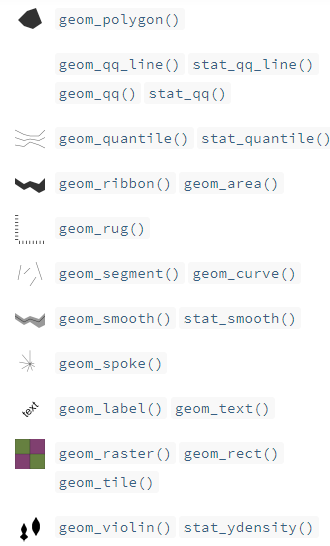 geom_polygon()
geom_qq_line() stat_qq_line()
geom_qq() stat_qq()
geom_quantile() stat_quantile()
geom_ribbon() geom_area()
geom_rug()
geom_segment() geom_curve()
geom_smooth() stat_smooth()
geom_spoke()
text geom_label() geom_text()
geom_raster() geom_rect()
geom_tile()
geom_violin() stat_ydensity()